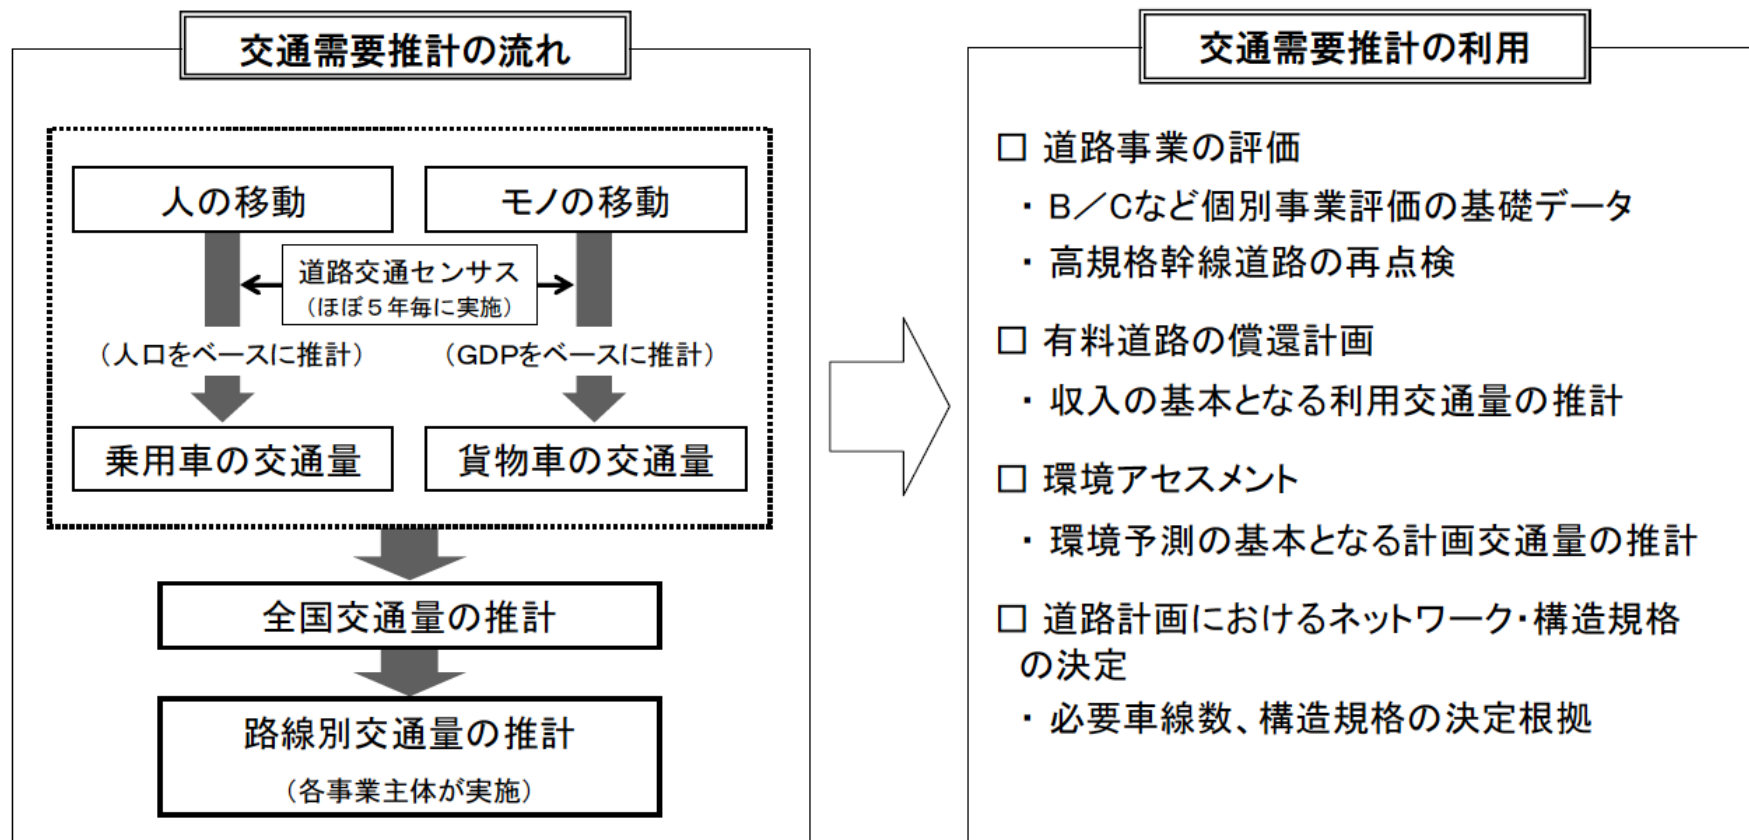 交通需要推計の流れ
人の移動
モノの移動
道路交通センサス
（ほぼ５年毎に実施）
（人口をベースに推計）
（GDPをベースに推計）
乗用車の交通量
貨物車の交通量
全国交通量の推計
路線別交通量の推計
（各事業主体が実施）
交通需要推計の利用
□ 道路事業の評価
・ B／Cなど個別事業評価の基礎データ
・ 高規格幹線道路の再点検
□ 有料道路の償還計画
・ 収入の基本となる利用交通量の推計
□ 環境アセスメント
・ 環境予測の基本となる計画交通量の推計
□ 道路計画におけるネットワーク・構造規格
の決定
・ 必要車線数、構造規格の決定根拠